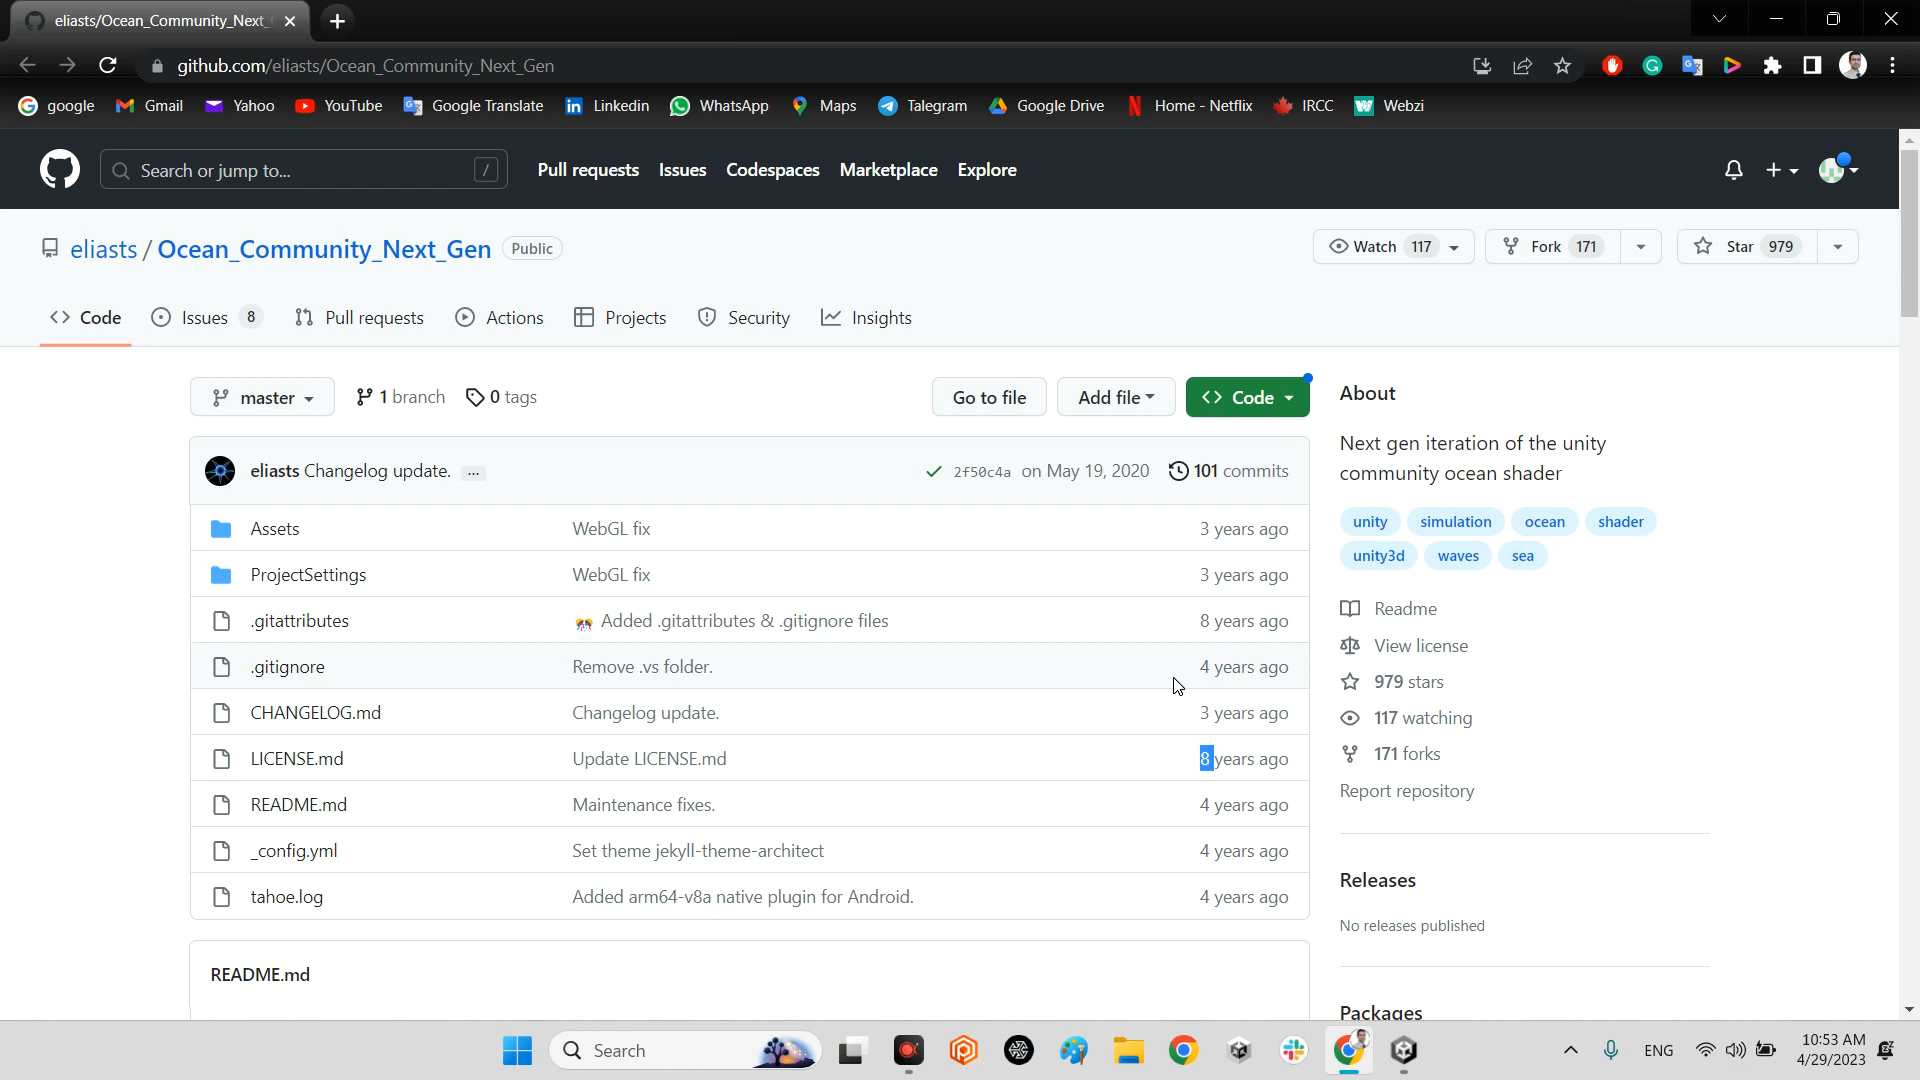 eliasts/Ocean_Community_Next_
github.com/eliasts/Ocean_Community_Next_Gen
google Gmail Yahoo YouTube Google Translate Linkedin WhatsApp Maps Telagram Google Drive Home - Netflix IRCC Webzi
Search or jump to... / Pull requests Issues Codespaces Marketplace Explore
eliasts / Ocean_Community_Next_Gen Public Watch 117 Fork 171 Star 979
Code Issues 8 Pull requests Actions Projects Security Insights
master 1 branch 0 tags Go to file Add file Code
eliasts Changelog update. ... 2f50c4a on May 19, 2020 101 commits
Assets WebGL fix 3 years ago
ProjectSettings WebGL fix 3 years ago
.gitattributes Added .gitattributes & .gitignore files 8 years ago
.gitignore Remove .vs folder. 4 years ago
CHANGELOG.md Changelog update. 3 years ago
LICENSE.md Update LICENSE.md 8 years ago
README.md Maintenance fixes. 4 years ago
_config.yml Set theme jekyll-theme-architect 4 years ago
tahoe.log Added arm64-v8a native plugin for Android. 4 years ago
README.md
About
Next gen iteration of the unity
community ocean shader
unity simulation ocean shader
unity3d waves sea
Readme
View license
979 stars
117 watching
171 forks
Report repository
Releases
No releases published
Packages
Search
ENG
10:53 AM
4/29/2023